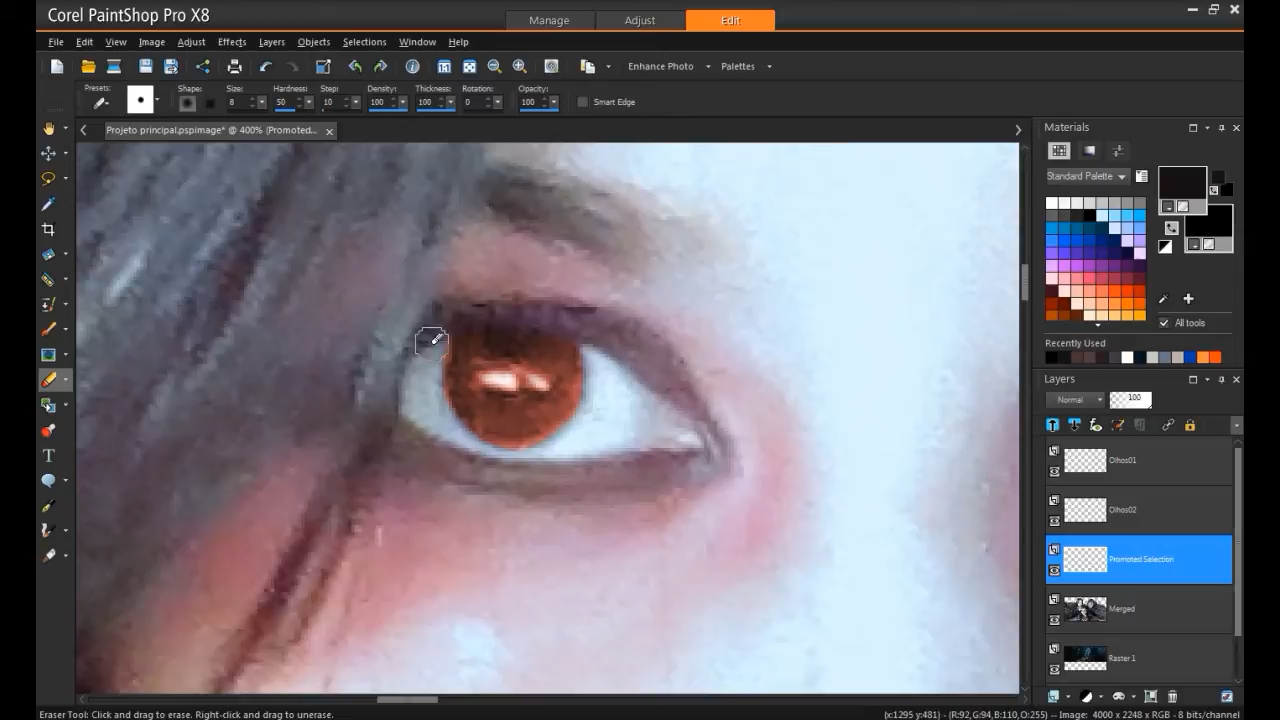 Corel PaintShop Pro X8
Manage Adjust Edit
File Edit View Image Adjust Effects Layers Objects Selections Window Help
Enhance Photo Palettes
Presets: Shape: Size: Hardness: Step: Density: Thickness: Rotation: Opacity:
8 50 10 100 100 0 100 Smart Edge
Projeto principal.pspimage* @ 400% (Promoted...
Materials
Standard Palette
All tools
Recently Used
Layers
Normal 100
Olhos01
Olhos02
Promoted Selection
Merged
Raster 1
Eraser Tool: Click and drag to erase. Right-click and drag to unerase.
(x:1295 y:481) -- (R:92,G:94,B:110,O:255) -- Image: 4000 x 2248 x RGB - 8 bits/channel